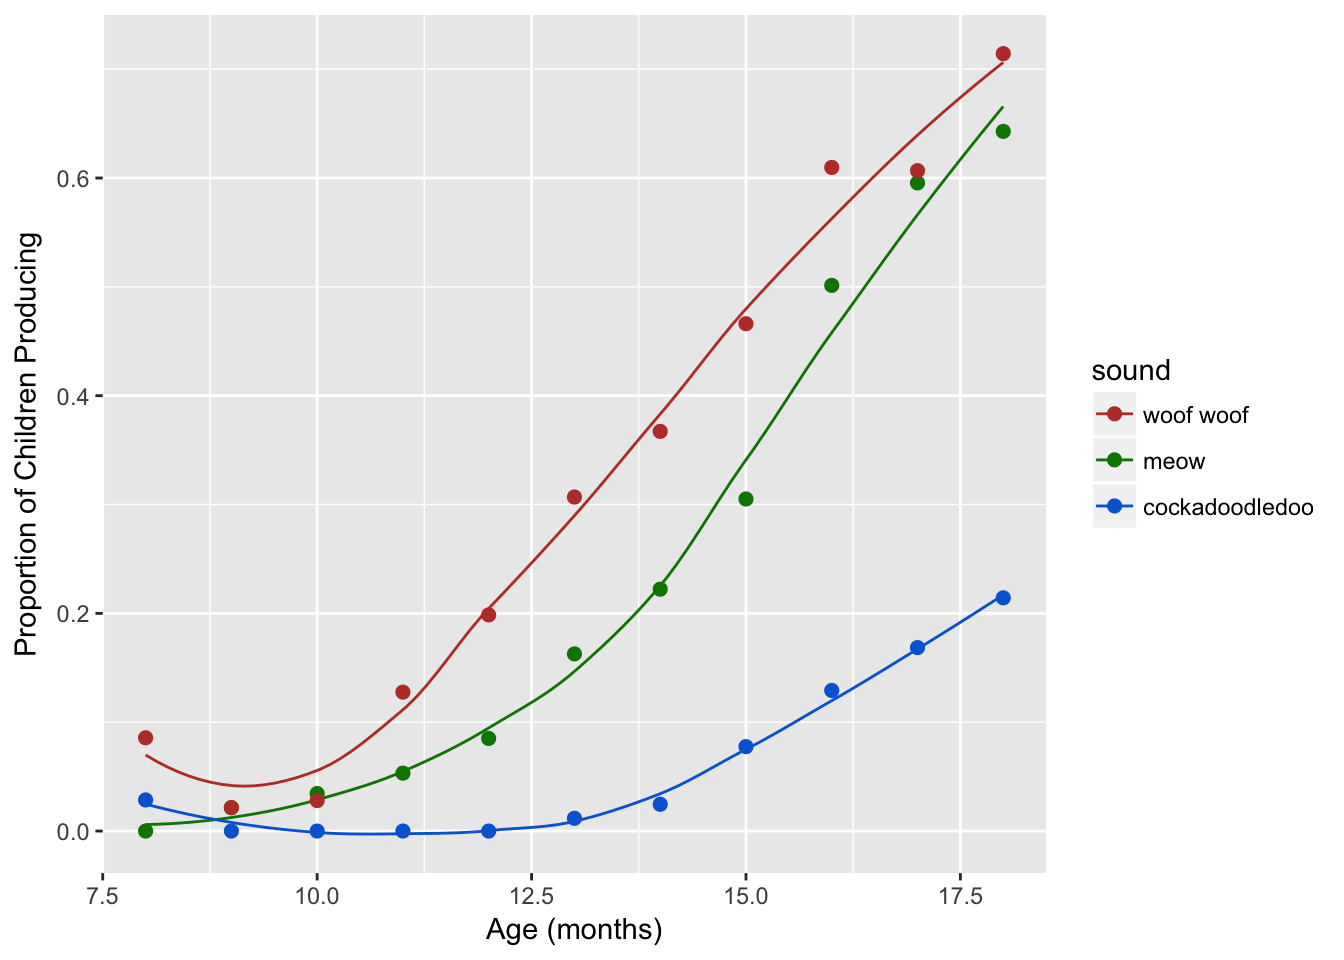 0.6
0.4
0.2
0.0
7.5 10.0 12.5 15.0 17.5
Age (months)
Proportion of Children Producing
sound
woof woof
meow
cockadoodledoo